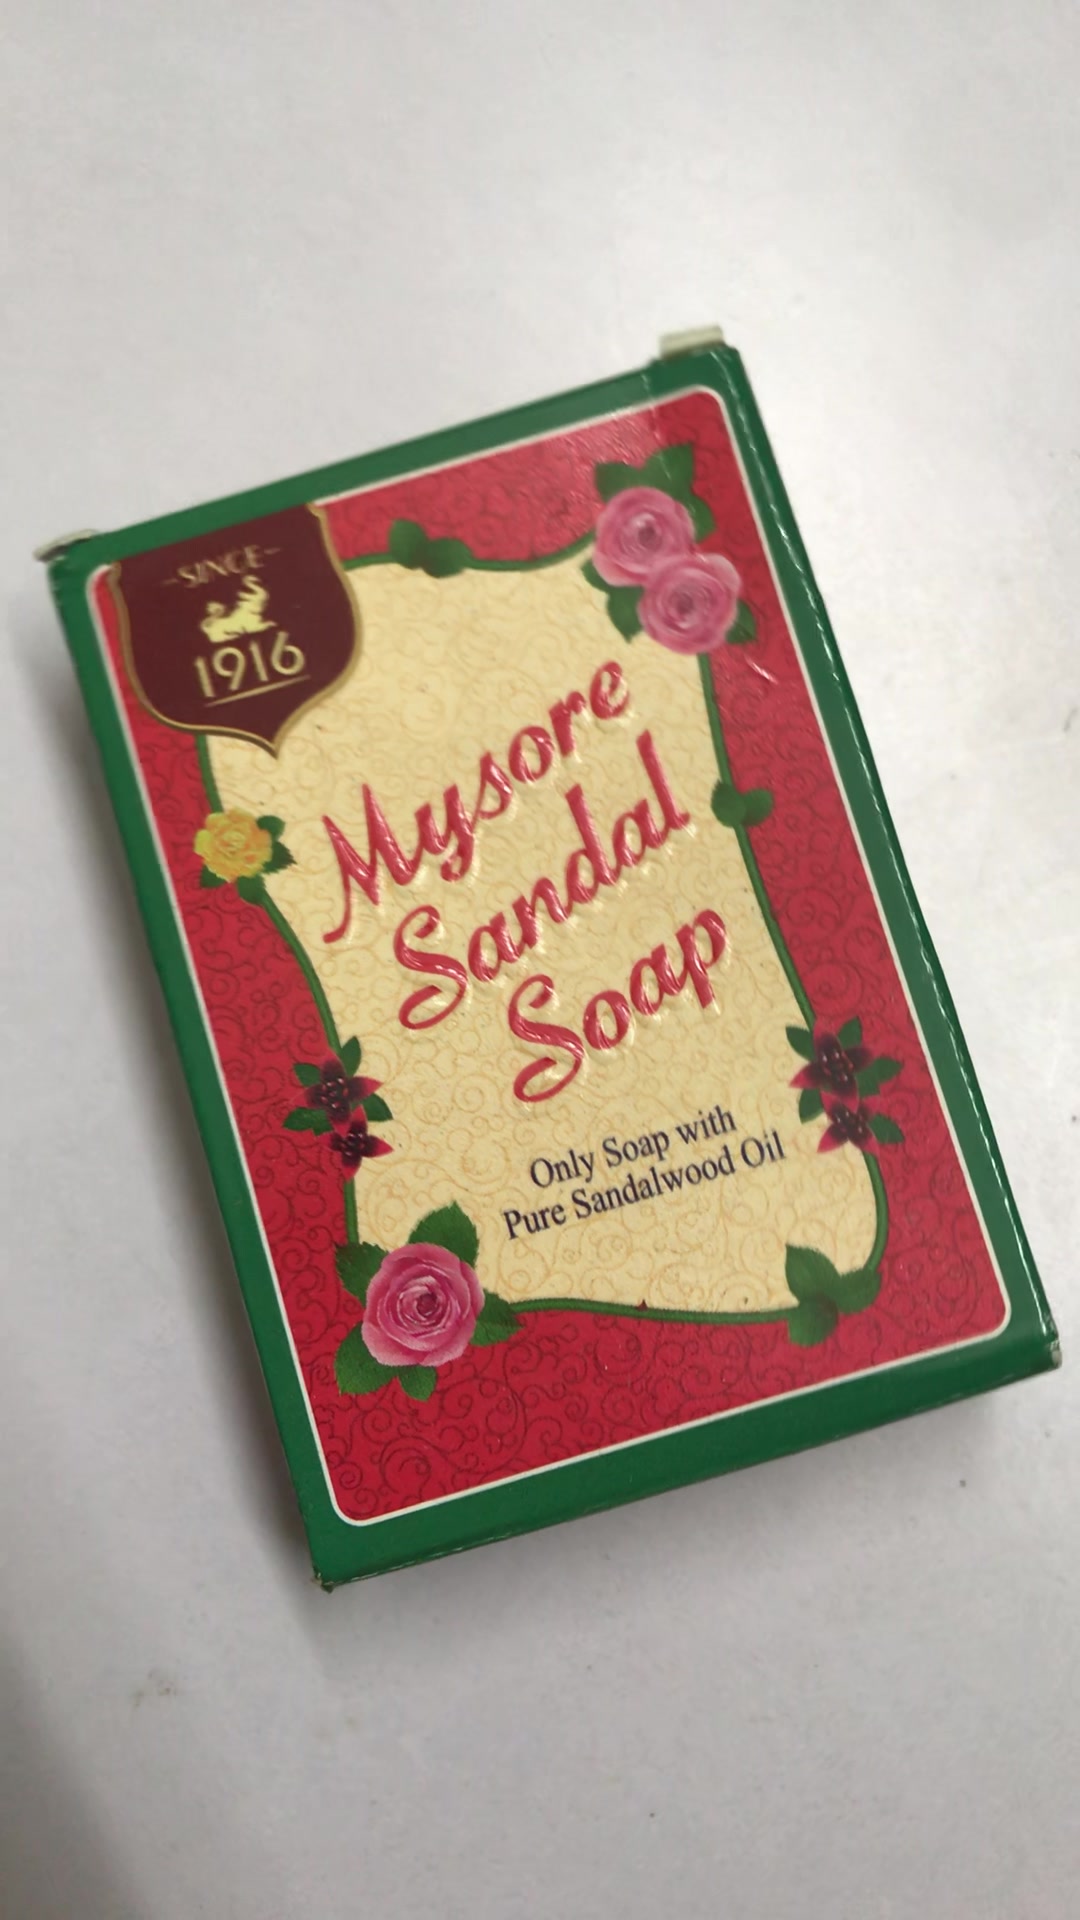 -SINCE-
1916
Mysore
Sandal
Soap
Only Soap with
Pure Sandalwood Oil